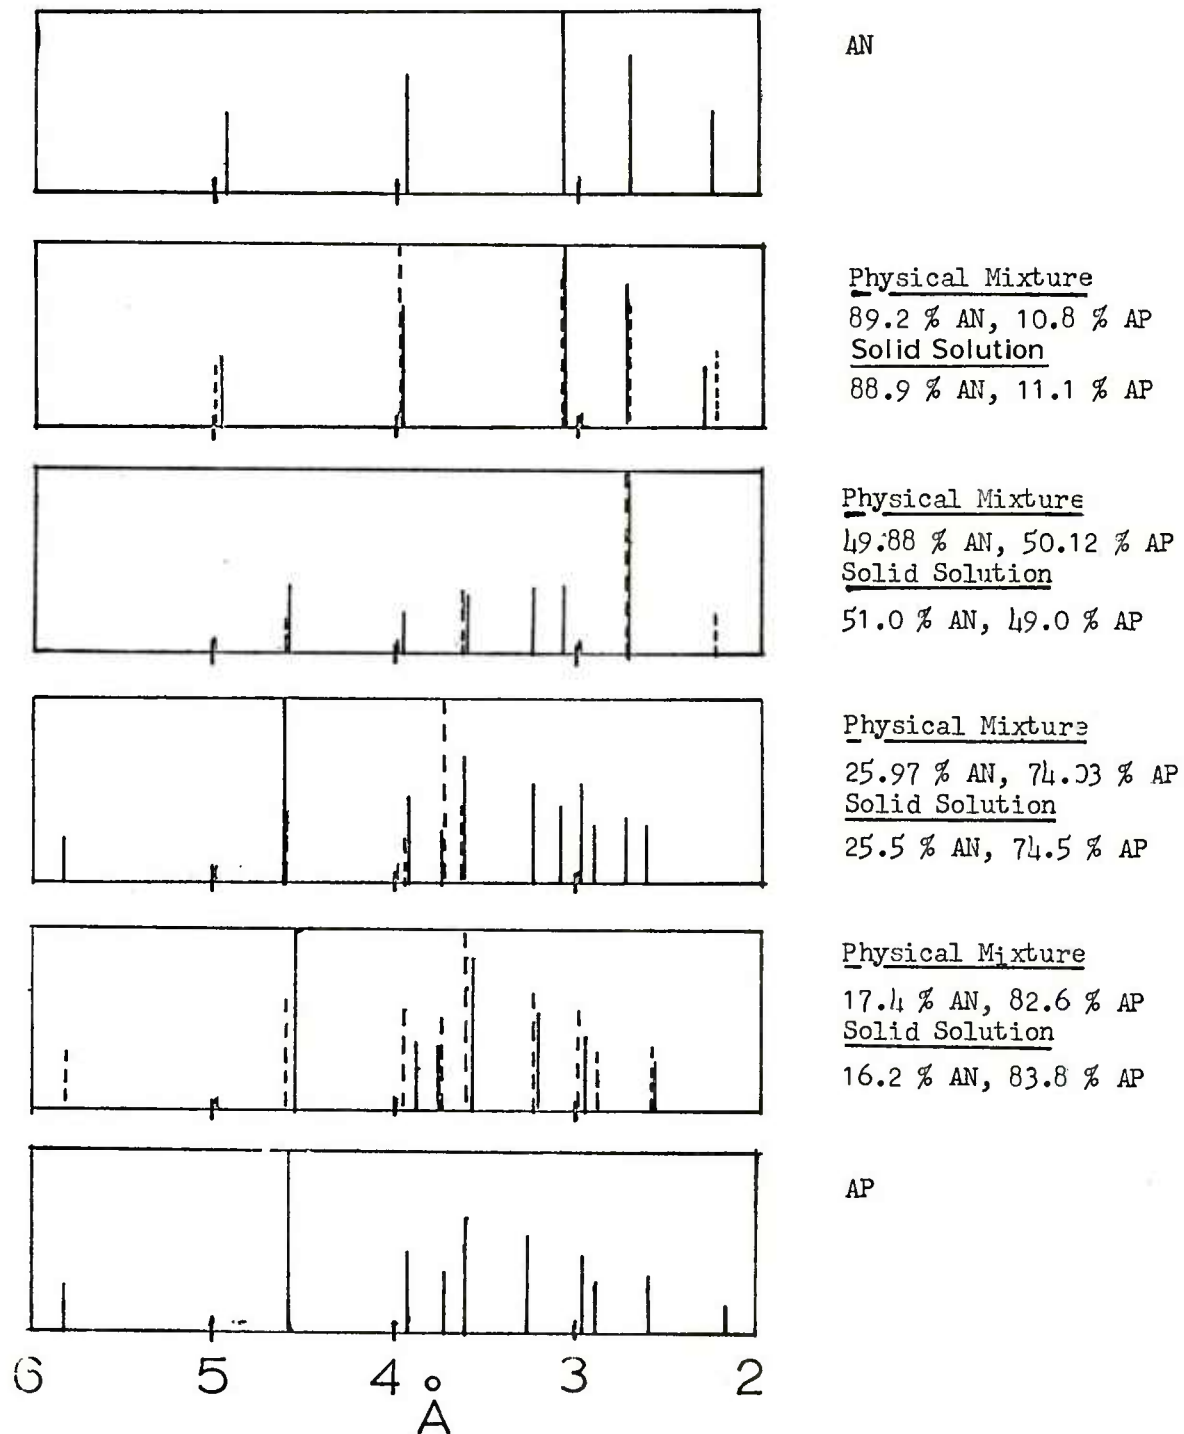 AN
Physical Mixture
89.2 % AN, 10.8 % AP
Solid Solution
88.9 % AN, 11.1 % AP
Physical Mixture
49.88 % AN, 50.12 % AP
Solid Solution
51.0 % AN, 49.0 % AP
Physical Mixture
25.97 % AN, 74.03 % AP
Solid Solution
25.5 % AN, 74.5 % AP
Physical Mixture
17.4 % AN, 82.6 % AP
Solid Solution
16.2 % AN, 83.8 % AP
AP
6 5 4 3 2
Å